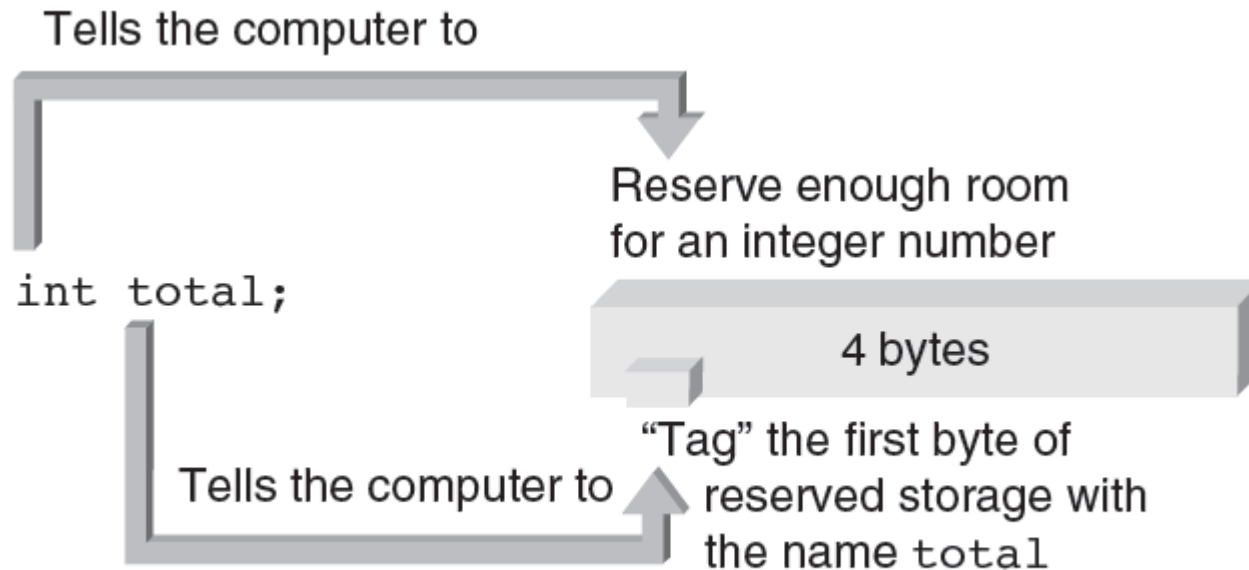 Tells the computer to
Reserve enough room
for an integer number
int total;
4 bytes
“Tag” the first byte of
Tells the computer to
reserved storage with
the name total